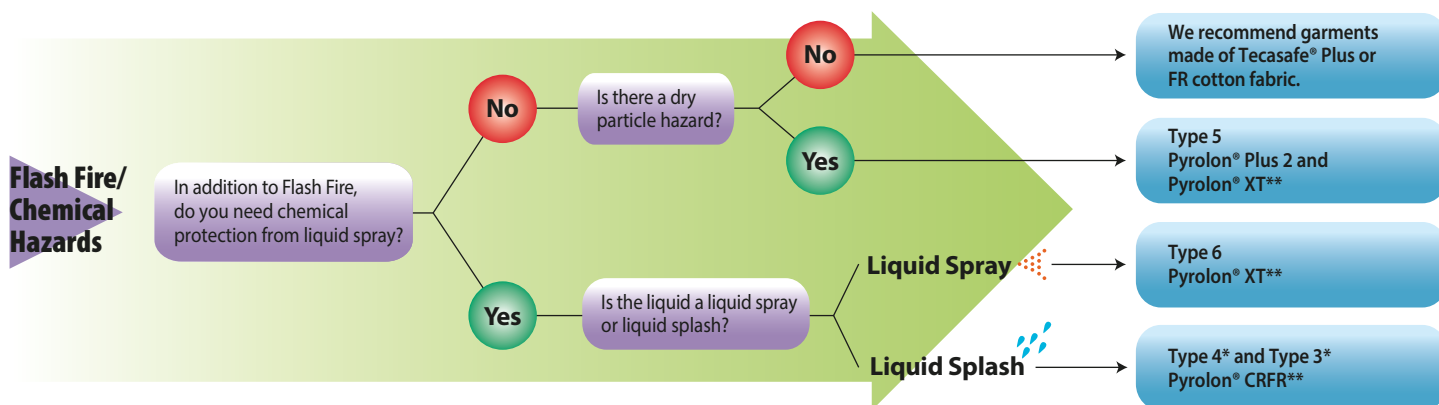 Flash Fire/
Chemical
Hazards
In addition to Flash Fire,
do you need chemical
protection from liquid spray?
No
Is there a dry
particle hazard?
No
We recommend garments
made of Tecasafe® Plus or
FR cotton fabric.
Yes
Type 5
Pyrolon® Plus 2 and
Pyrolon® XT**
Yes
Is the liquid a liquid spray
or liquid splash?
Liquid Spray
Type 6
Pyrolon® XT**
Liquid Splash
Type 4* and Type 3*
Pyrolon® CRFR**